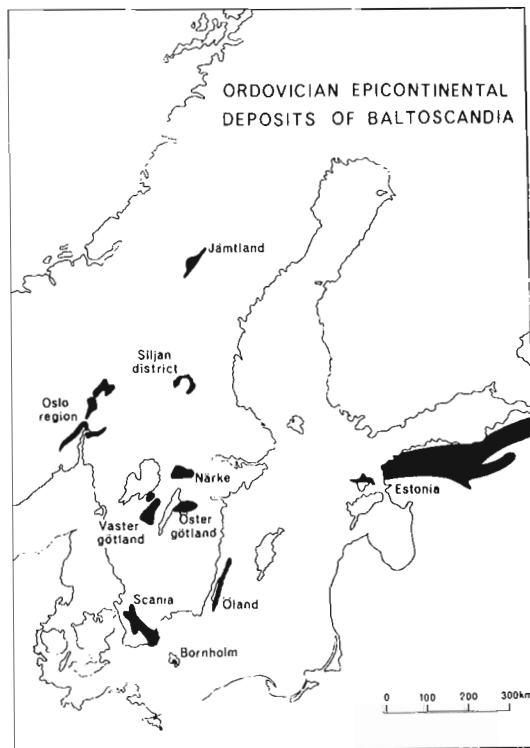 ORDOVICIAN EPICONTINENTAL
DEPOSITS OF BALTOSCANDIA
Jämtland
Siljan
district
Oslo
region
Närke
Estonia
Väster
götland
Öster
götland
Scania
Öland
Bornholm
0 100 200 300km